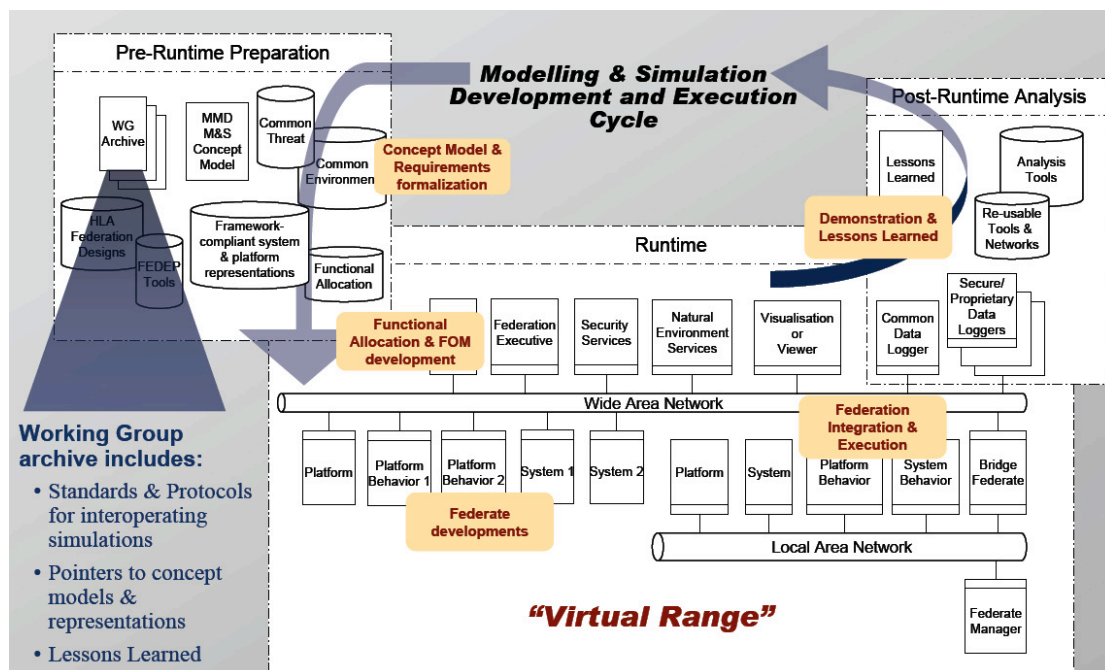 Pre-Runtime Preparation
Modelling & Simulation
Development and Execution
Cycle
Post-Runtime Analysis
WG
Archive
MMD
M&S
Concept
Model
Common
Threat
Common
Environment
Concept Model &
Requirements
formalization
HLA
Federation
Designs
FEDEP
Tools
Framework-
compliant system
& platform
representations
Functional
Allocation
Lessons
Learned
Analysis
Tools
Re-usable
Tools &
Networks
Demonstration &
Lessons Learned
Runtime
Functional
Allocation & FOM
development
Federation
Executive
Security
Services
Natural
Environment
Services
Visualisation
or
Viewer
Common
Data
Logger
Secure/
Proprietary
Data
Loggers
Wide Area Network
Federation
Integration &
Execution
Platform
Platform
Behavior 1
Platform
Behavior 2
System 1
System 2
Federate
developments
Platform
System
Platform
Behavior
System
Behavior
Bridge
Federate
Local Area Network
Federate
Manager
"Virtual Range"
Working Group
archive includes:
• Standards & Protocols
for interoperating
simulations
• Pointers to concept
models &
representations
• Lessons Learned